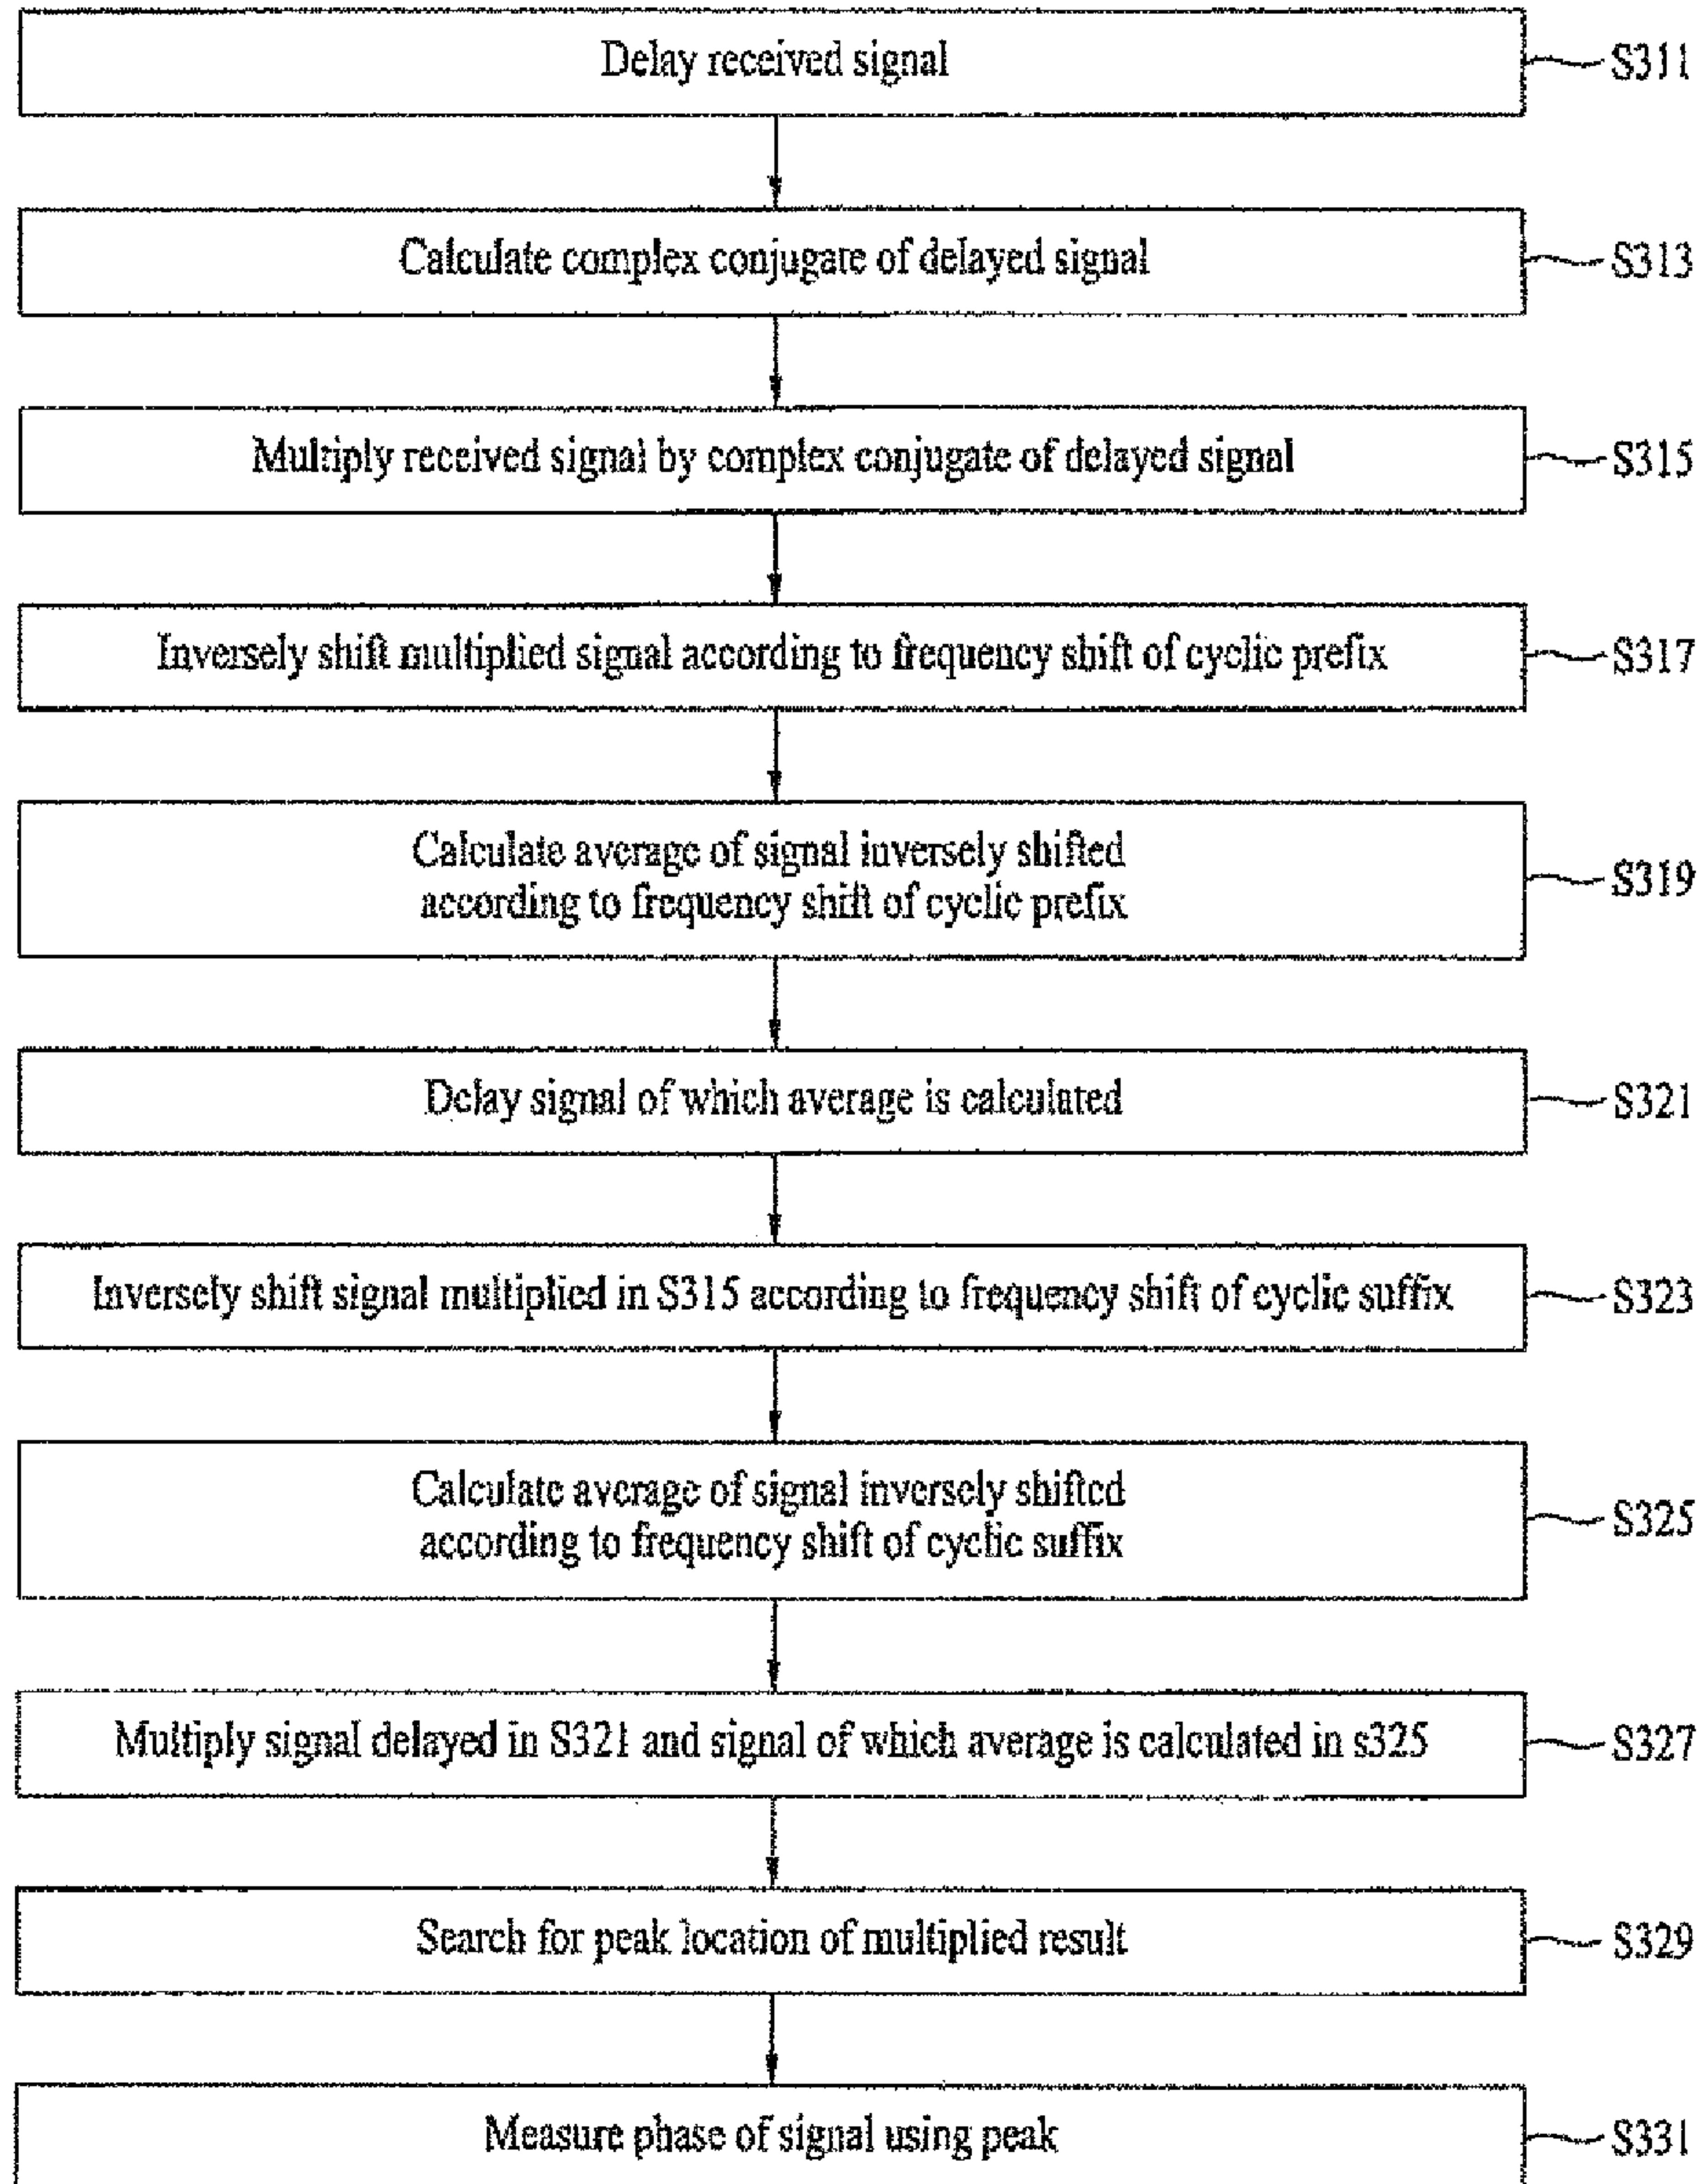 Delay received signal
S311
Calculate complex conjugate of delayed signal
S313
Multiply received signal by complex conjugate of delayed signal
S315
Inversely shift multiplied signal according to frequency shift of cyclic prefix
S317
Calculate average of signal inversely shifted
according to frequency shift of cyclic prefix
S319
Delay signal of which average is calculated
S321
Inversely shift signal multiplied in S315 according to frequency shift of cyclic suffix
S323
Calculate average of signal inversely shifted
according to frequency shift of cyclic suffix
S325
Multiply signal delayed in S321 and signal of which average is calculated in s325
S327
Search for peak location of multiplied result
S329
Measure phase of signal using peak
S331